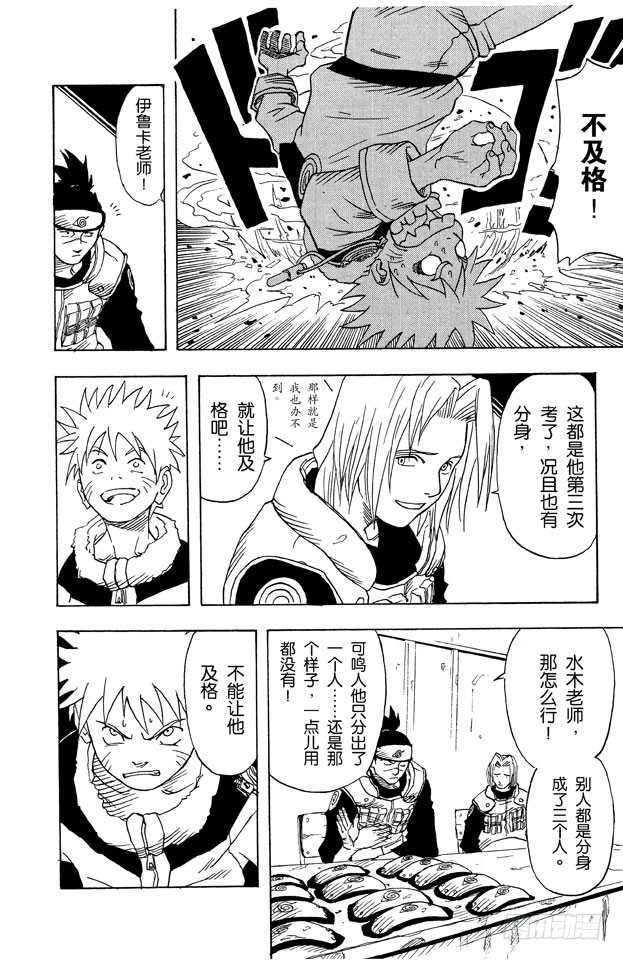 不及格！
ドロ
ン!!
伊鲁卡老师！
这都是他第三次
考了，况且也有
分身，
那样就是
我也办不
到。
就让他及
格吧……
水木老师，
那怎么行！
别人都是分身
成了三个人。
可鸣人他只分出了
一个人……还是那
个样子，一点儿用
都没有！
不能让他
及格。